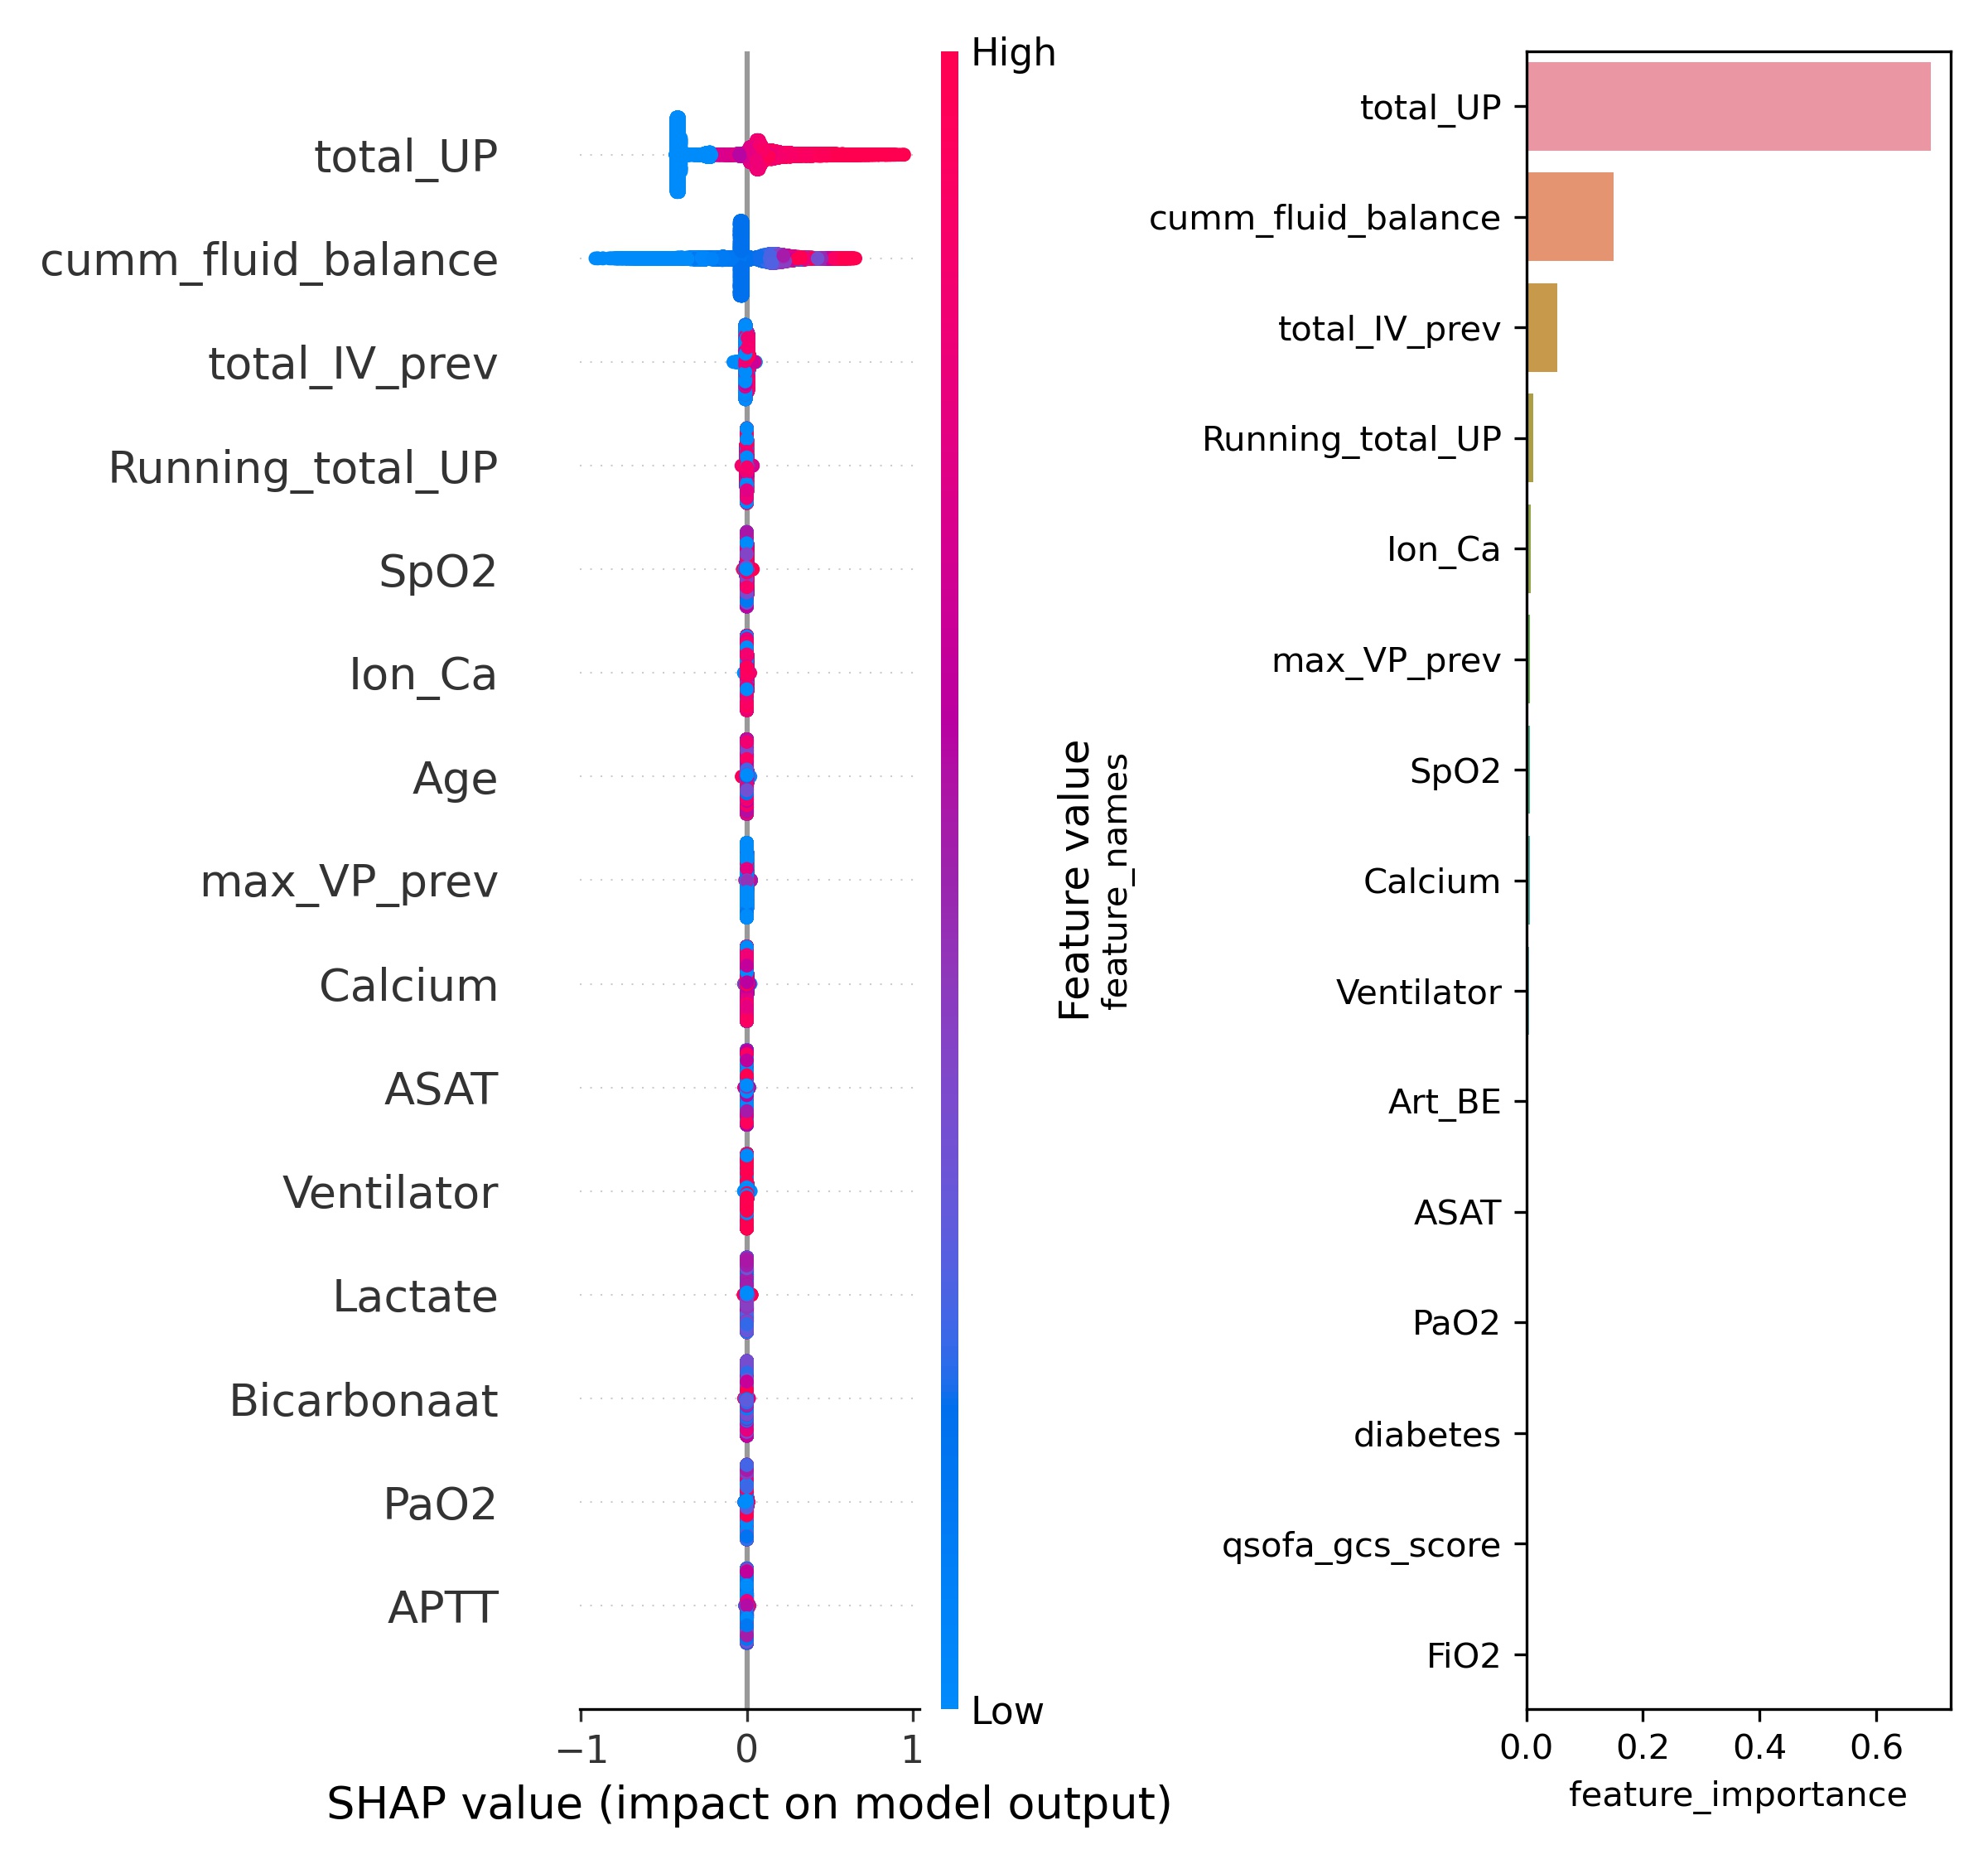 total_UP
cumm_fluid_balance
total_IV_prev
Running_total_UP
SpO2
Ion_Ca
Age
max_VP_prev
Calcium
ASAT
Ventilator
Lactate
Bicarbonaat
PaO2
APTT
−1
0
1
SHAP value (impact on model output)
High
Low
Feature value
feature_names
total_UP
cumm_fluid_balance
total_IV_prev
Running_total_UP
Ion_Ca
max_VP_prev
SpO2
Calcium
Ventilator
Art_BE
ASAT
PaO2
diabetes
qsofa_gcs_score
FiO2
0.0
0.2
0.4
0.6
feature_importance